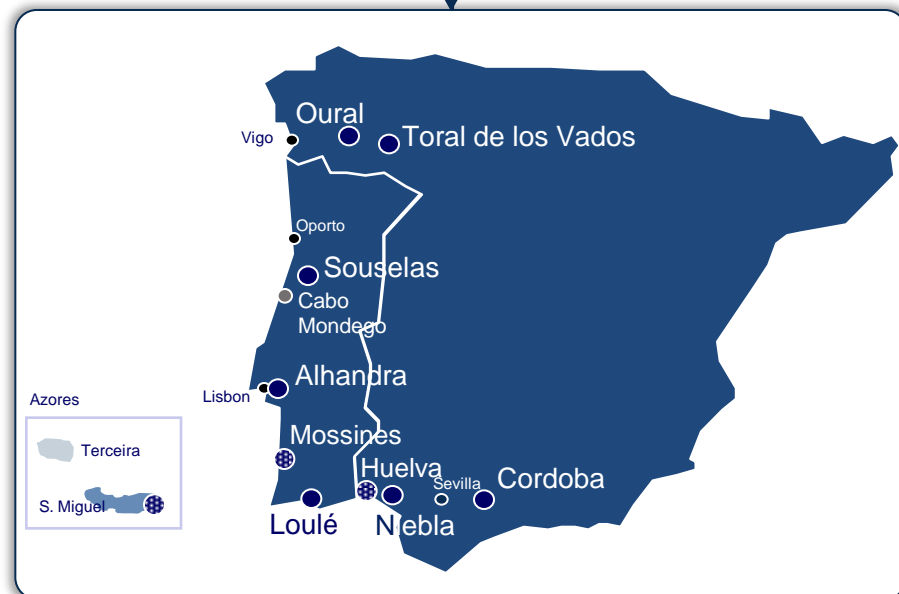 Oural
Vigo
Toral de los Vados
Oporto
Souselas
Cabo
Mondego
Alhandra
Lisbon
Azores
Mossines
Terceira
Huelva
Sevilla
Cordoba
S. Miguel
Loulé
Niebla